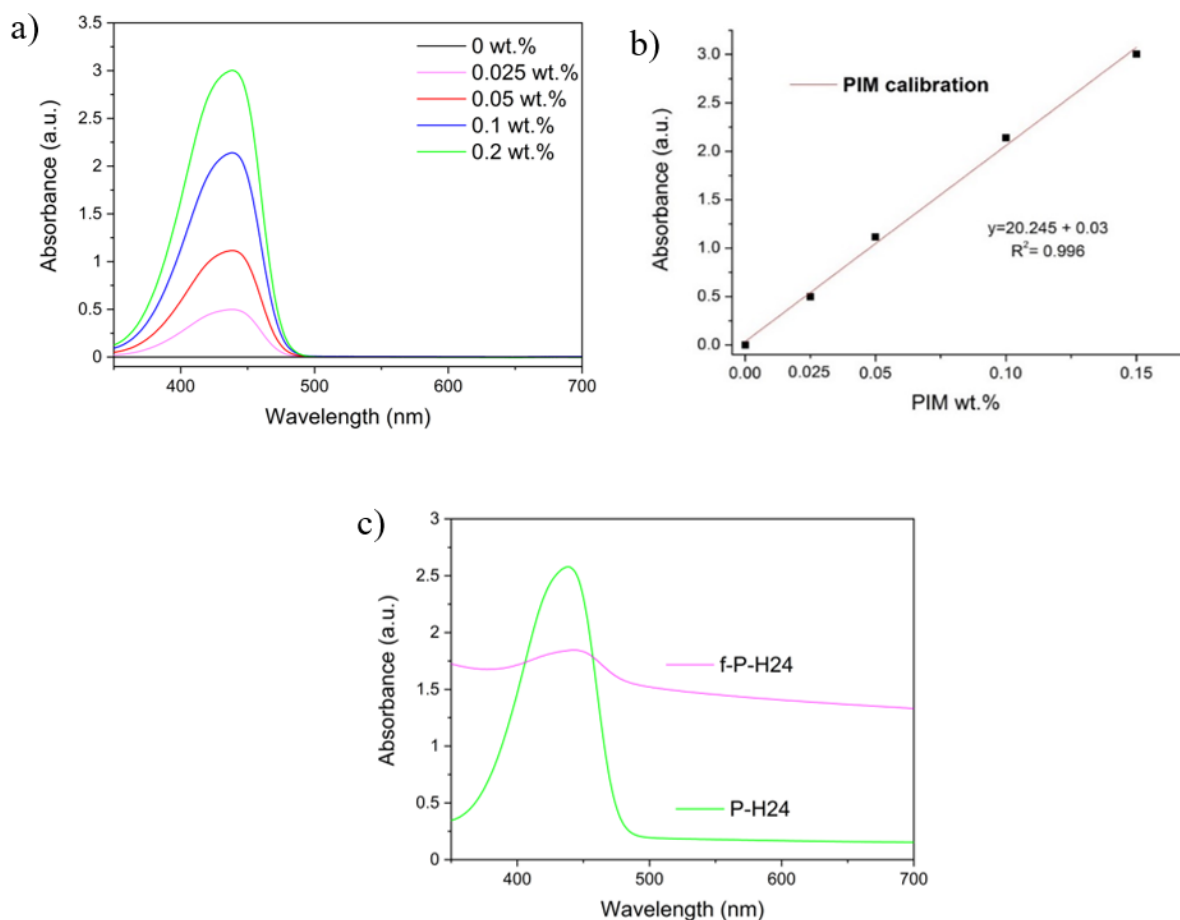 a)
3.5
3
2.5
2
1.5
1
0.5
0
Absorbance (a.u.)
0 wt.%
0.025 wt.%
0.05 wt.%
0.1 wt.%
0.2 wt.%
400
500
600
700
Wavelength (nm)
b)
3.0
2.5
2.0
1.5
1.0
0.5
0.0
Absorbance (a.u.)
PIM calibration
y=20.245 + 0.03
R²= 0.996
0.00
0.025
0.05
0.10
0.15
PIM wt.%
c)
3
2.5
2
1.5
1
0.5
0
Absorbance (a.u.)
f-P-H24
P-H24
400
500
600
700
Wavelength (nm)